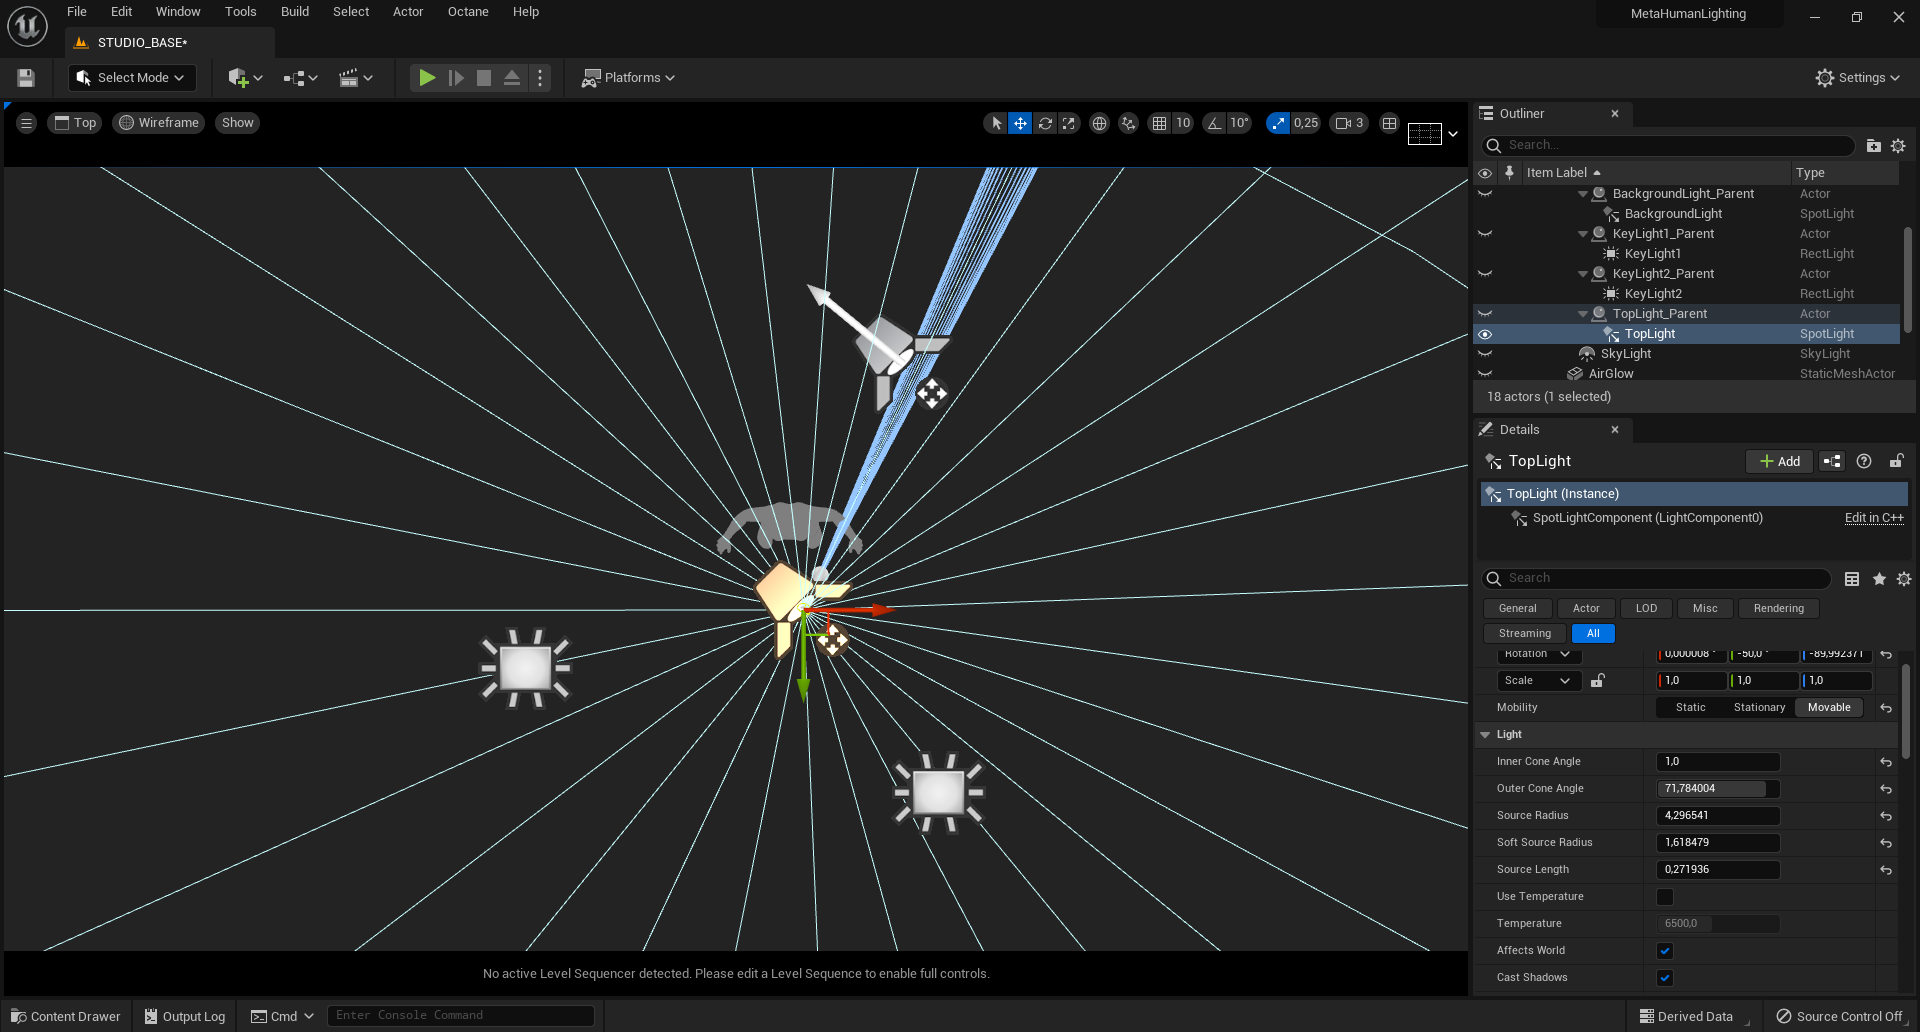 File Edit Window Tools Build Select Actor Octane Help
MetaHumanLighting
STUDIO_BASE*
Select Mode
Platforms
Settings
Top
Wireframe
Show
10
10°
0,25
3
Outliner
Search...
Item Label
Type
BackgroundLight_Parent Actor
BackgroundLight SpotLight
KeyLight1_Parent Actor
KeyLight1 RectLight
KeyLight2_Parent Actor
KeyLight2 RectLight
TopLight_Parent Actor
TopLight SpotLight
SkyLight SkyLight
AirGlow StaticMeshActor
18 actors (1 selected)
Details
TopLight
Add
TopLight (Instance)
SpotLightComponent (LightComponent0) Edit in C++
Search
General Actor LOD Misc Rendering
Streaming All
Rotation 0,000008 ° -50,0 ° -89,992371
Scale 1,0 1,0 1,0
Mobility Static Stationary Movable
Light
Inner Cone Angle 1,0
Outer Cone Angle 71,784004
Source Radius 4,296541
Soft Source Radius 1,618479
Source Length 0,271936
Use Temperature
Temperature 6500,0
Affects World
Cast Shadows
No active Level Sequencer detected. Please edit a Level Sequence to enable full controls.
Content Drawer
Output Log
Cmd
Enter Console Command
Derived Data
Source Control Off